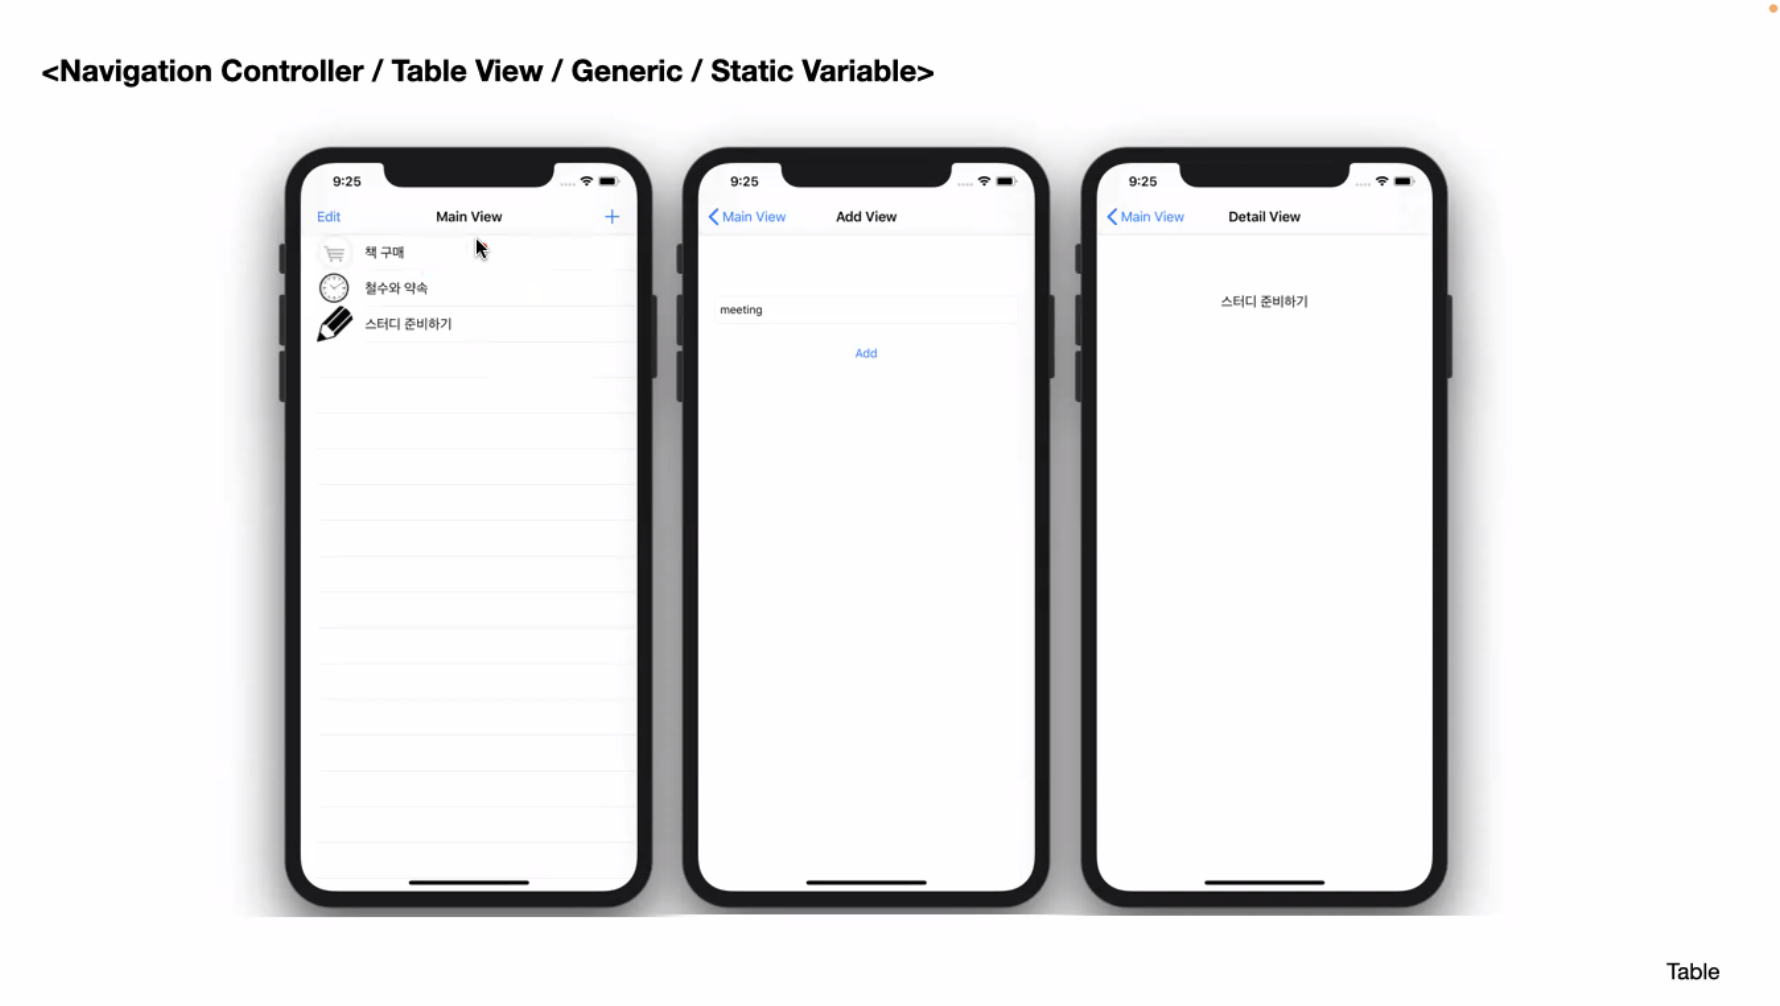 <Navigation Controller / Table View / Generic / Static Variable>
9:25
Edit Main View +
책 구매
철수와 약속
스터디 준비하기
9:25
Main View Add View
meeting
Add
9:25
Main View Detail View
스터디 준비하기
Table